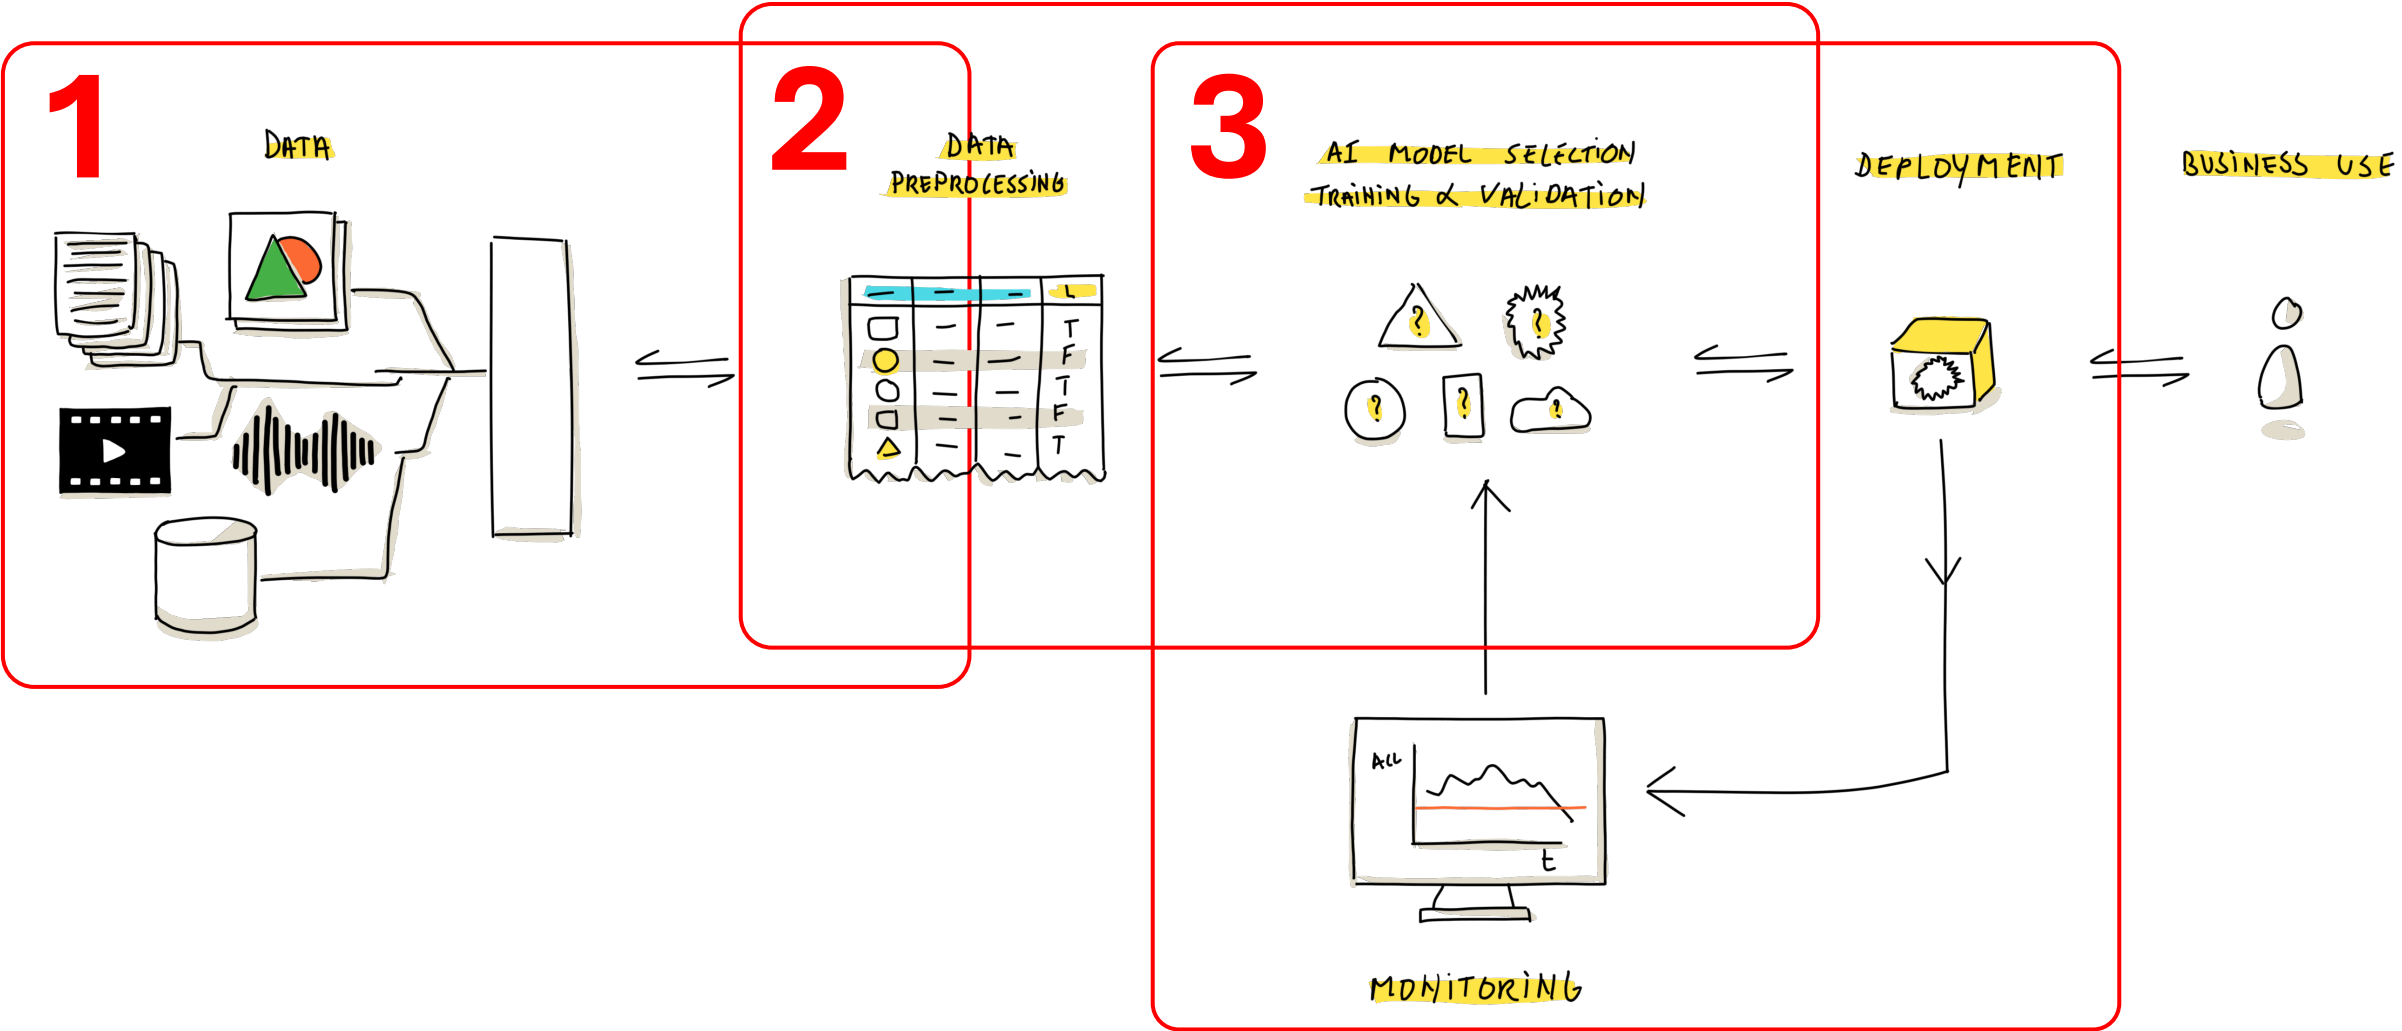 1
DATA
2
DATA
PREPROCESSING
L
T
F
T
F
T
3
AI MODEL SELECTION
TRAINING & VALIDATION
?
?
?
?
?
DEPLOYMENT
BUSINESS USE
ACC
t
MONITORING